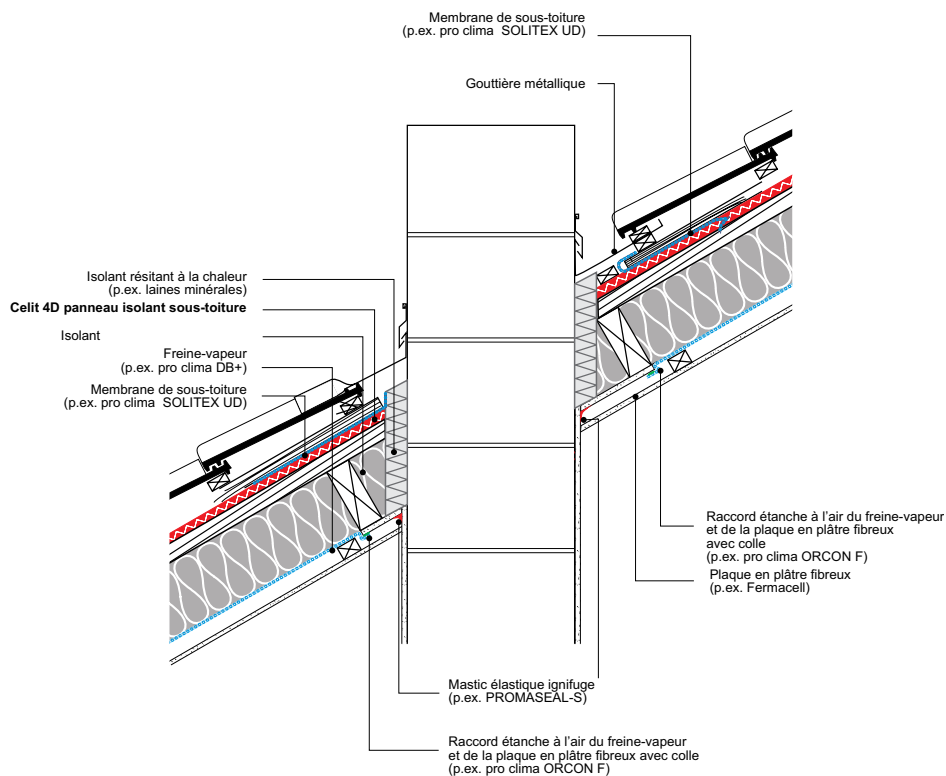 Membrane de sous-toiture
(p.ex. pro clima SOLITEX UD)
Gouttière métallique
Isolant résitant à la chaleur
(p.ex. laines minérales)
Celit 4D panneau isolant sous-toiture
Isolant
Freine-vapeur
(p.ex. pro clima DB+)
Membrane de sous-toiture
(p.ex. pro clima SOLITEX UD)
Raccord étanche à l'air du freine-vapeur
et de la plaque en plâtre fibreux
avec colle
(p.ex. pro clima ORCON F)
Plaque en plâtre fibreux
(p.ex. Fermacell)
Mastic élastique ignifuge
(p.ex. PROMASEAL-S)
Raccord étanche à l'air du freine-vapeur
et de la plaque en plâtre fibreux avec colle
(p.ex. pro clima ORCON F)